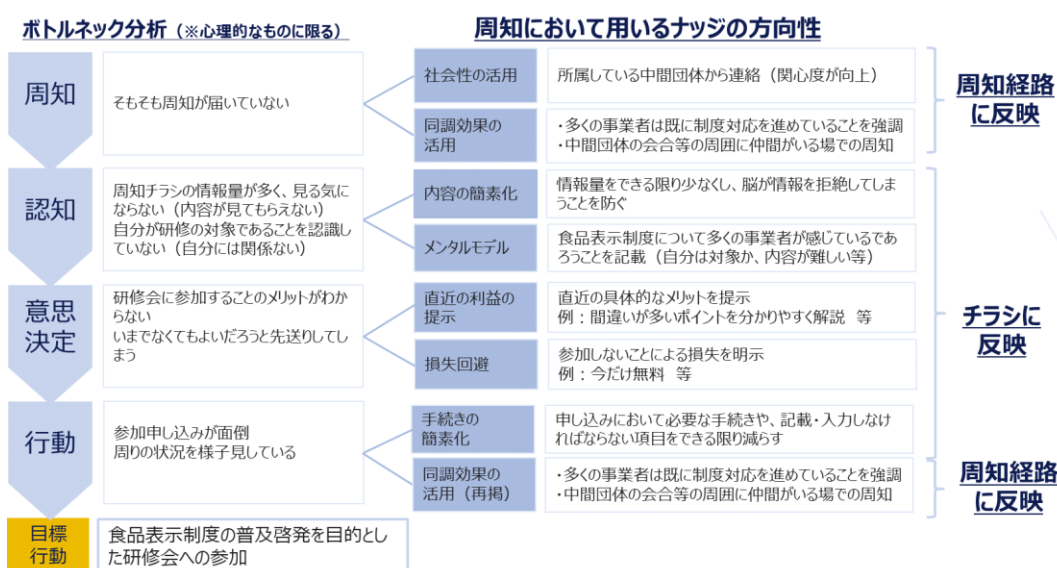 ボトルネック分析（※心理的なものに限る）
周知において用いるナッジの方向性
周知
そもそも周知が届いていない
社会性の活用
所属している中間団体から連絡（関心度が向上）
同調効果の
活用
・多くの事業者は既に制度対応を進めていることを強調
・中間団体の会合等の周囲に仲間がいる場での周知
周知経路
に反映
認知
周知チラシの情報量が多く、見る気に
ならない（内容が見てもらえない）
自分が研修の対象であることを認識し
ていない（自分には関係ない）
内容の簡素化
情報量をできる限り少なくし、脳が情報を拒絶してしま
うことを防ぐ
メンタルモデル
食品表示制度について多くの事業者が感じているであ
ろうことを記載（自分は対象か、内容が難しい等）
意思
決定
研修会に参加することのメリットがわか
らない
いまでなくてもよいだろうと先送りしてし
まう
直近の利益の
提示
直近の具体的なメリットを提示
例：間違いが多いポイントを分かりやすく解説 等
損失回避
参加しないことによる損失を明示
例：今だけ無料 等
チラシに
反映
行動
参加申し込みが面倒
周りの状況を様子見している
手続きの
簡素化
申し込みにおいて必要な手続きや、記載・入力しなけ
ればならない項目をできる限り減らす
同調効果の
活用（再掲）
・多くの事業者は既に制度対応を進めていることを強調
・中間団体の会合等の周囲に仲間がいる場での周知
周知経路
に反映
目標
行動
食品表示制度の普及啓発を目的とし
た研修会への参加